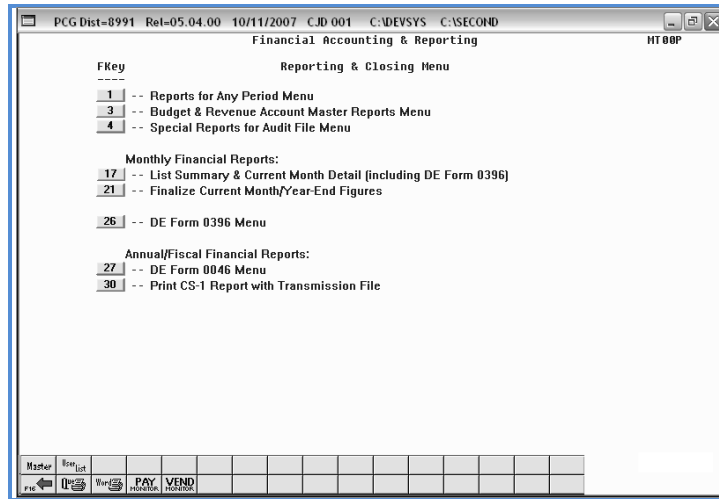 PCG Dist=8991 Rel=05.04.00 10/11/2007 CJD 001 C:\DEVSYS C:\SECOND
Financial Accounting & Reporting MT00P
FKey Reporting & Closing Menu
----
1 -- Reports for Any Period Menu
3 -- Budget & Revenue Account Master Reports Menu
4 -- Special Reports for Audit File Menu
Monthly Financial Reports:
17 -- List Summary & Current Month Detail (including DE Form 0396)
21 -- Finalize Current Month/Year-End Figures
26 -- DE Form 0396 Menu
Annual/Fiscal Financial Reports:
27 -- DE Form 0046 Menu
30 -- Print CS-1 Report with Transmission File
Master User List
F16 Que Word PAY MONITOR VEND MONITOR